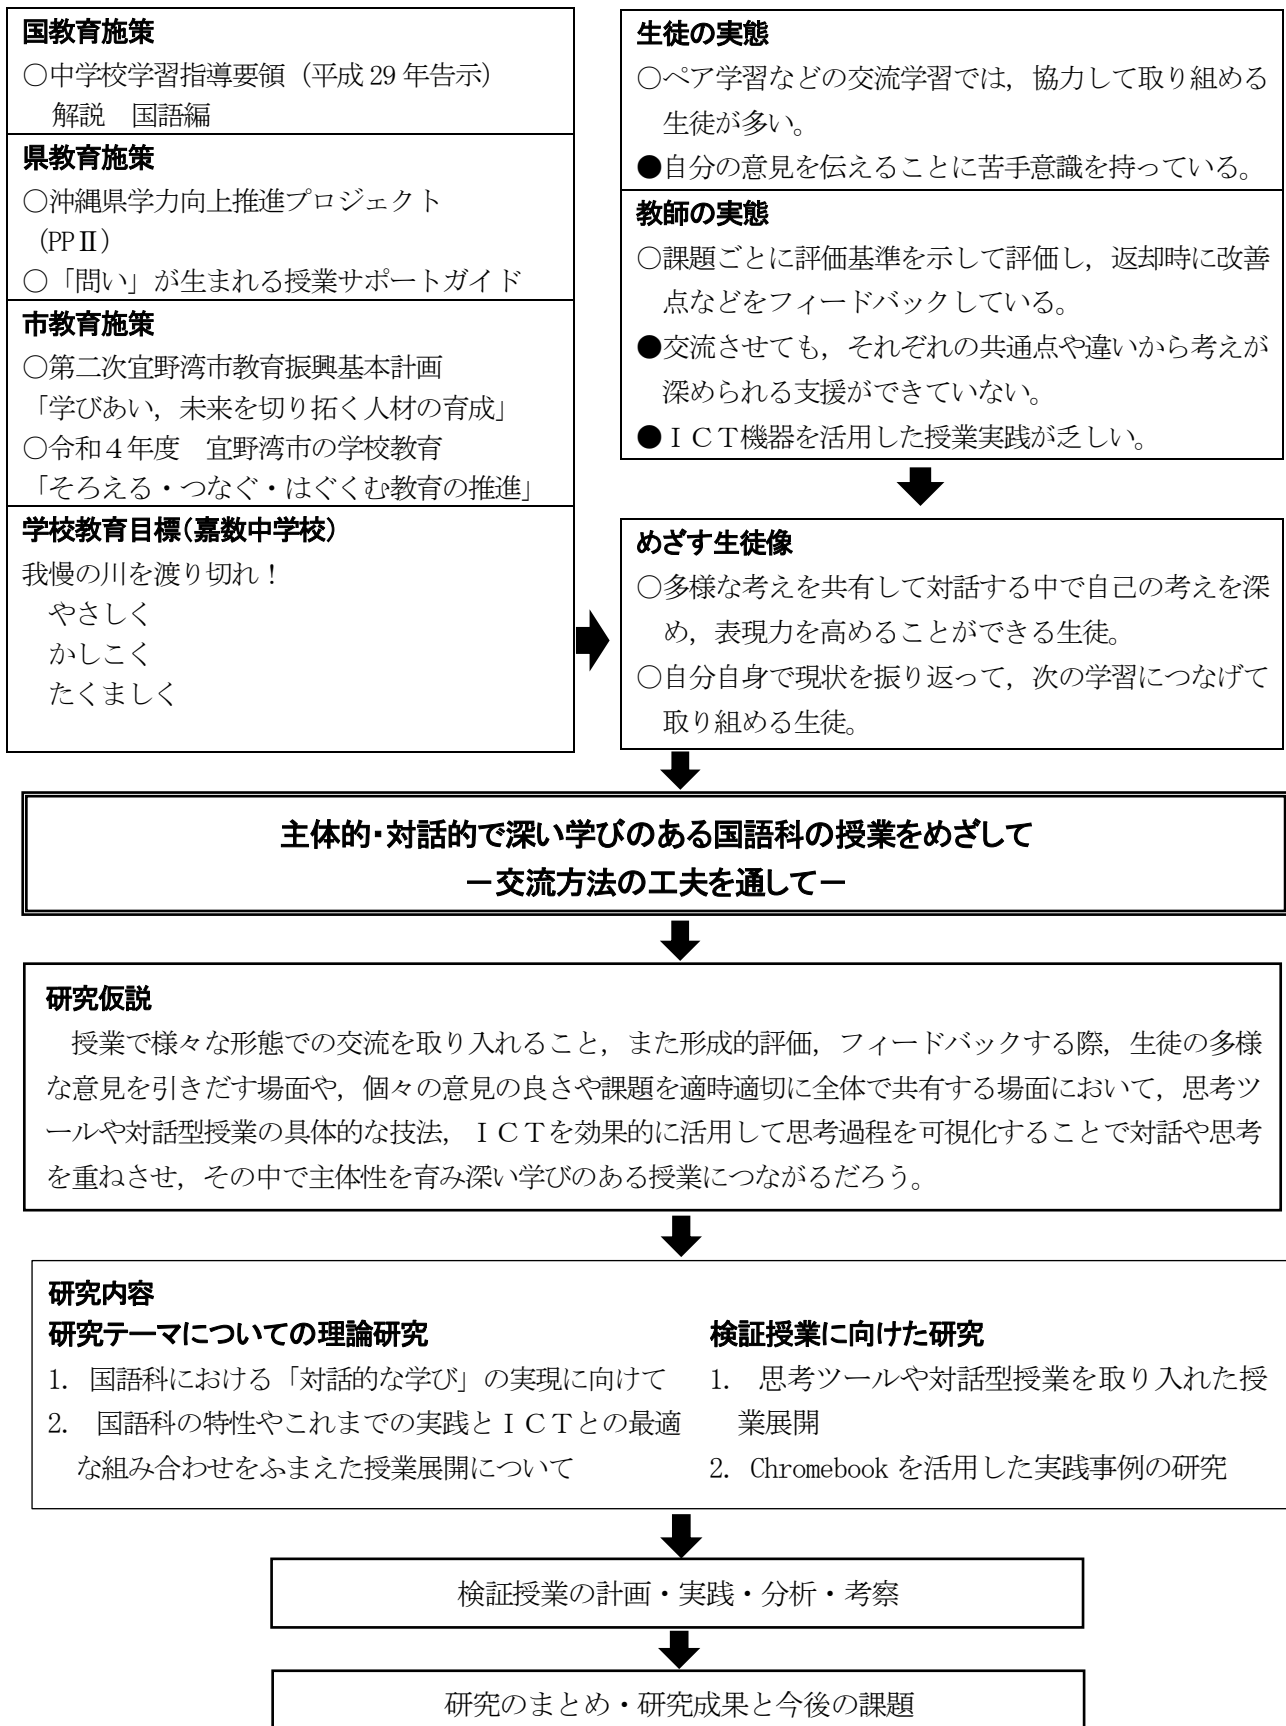 国教育施策
○中学校学習指導要領（平成 29 年告示）
解説　国語編
県教育施策
○沖縄県学力向上推進プロジェクト
（PPⅡ）
○「問い」が生まれる授業サポートガイド
市教育施策
○第二次宜野湾市教育振興基本計画
「学びあい，未来を切り拓く人材の育成」
○令和４年度　宜野湾市の学校教育
「そろえる・つなぐ・はぐくむ教育の推進」
学校教育目標（嘉数中学校）
我慢の川を渡り切れ！
やさしく
かしこく
たくましく
生徒の実態
○ペア学習などの交流学習では，協力して取り組める
生徒が多い。
●自分の意見を伝えることに苦手意識を持っている。
教師の実態
○課題ごとに評価基準を示して評価し，返却時に改善
点などをフィードバックしている。
●交流させても，それぞれの共通点や違いから考えが
深められる支援ができていない。
●ＩＣＴ機器を活用した授業実践が乏しい。
めざす生徒像
○多様な考えを共有して対話する中で自己の考えを深
め，表現力を高めることができる生徒。
○自分自身で現状を振り返って，次の学習につなげて
取り組める生徒。
主体的・対話的で深い学びのある国語科の授業をめざして
－交流方法の工夫を通して－
研究仮説
授業で様々な形態での交流を取り入れること，また形成的評価，フィードバックする際，生徒の多様
な意見を引きだす場面や，個々の意見の良さや課題を適時適切に全体で共有する場面において，思考ツ
ールや対話型授業の具体的な技法，ＩＣＴを効果的に活用して思考過程を可視化することで対話や思考
を重ねさせ，その中で主体性を育み深い学びのある授業につながるだろう。
研究内容
研究テーマについての理論研究
1. 国語科における「対話的な学び」の実現に向けて
2. 国語科の特性やこれまでの実践とＩＣＴとの最適
な組み合わせをふまえた授業展開について
検証授業に向けた研究
1. 思考ツールや対話型授業を取り入れた授
業展開
2. Chromebook を活用した実践事例の研究
検証授業の計画・実践・分析・考察
研究のまとめ・研究成果と今後の課題